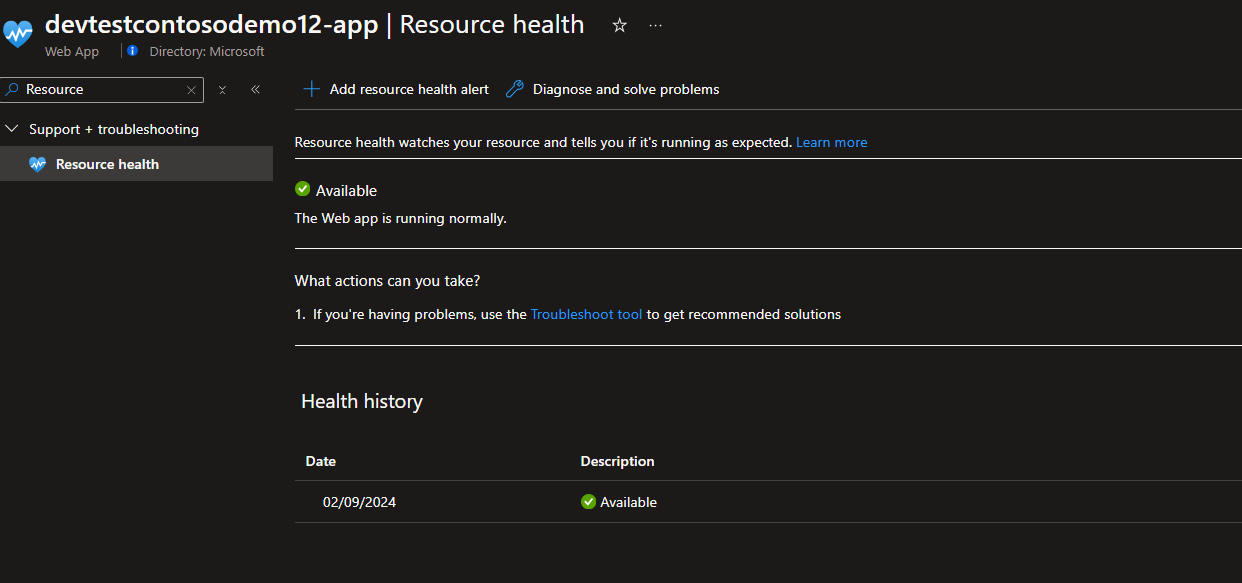 devtestcontosodemo12-app | Resource health
Web App
Directory: Microsoft
Resource
Add resource health alert
Diagnose and solve problems
Support + troubleshooting
Resource health
Resource health watches your resource and tells you if it's running as expected. Learn more
Available
The Web app is running normally.
What actions can you take?
1. If you're having problems, use the Troubleshoot tool to get recommended solutions
Health history
Date Description
02/09/2024 Available